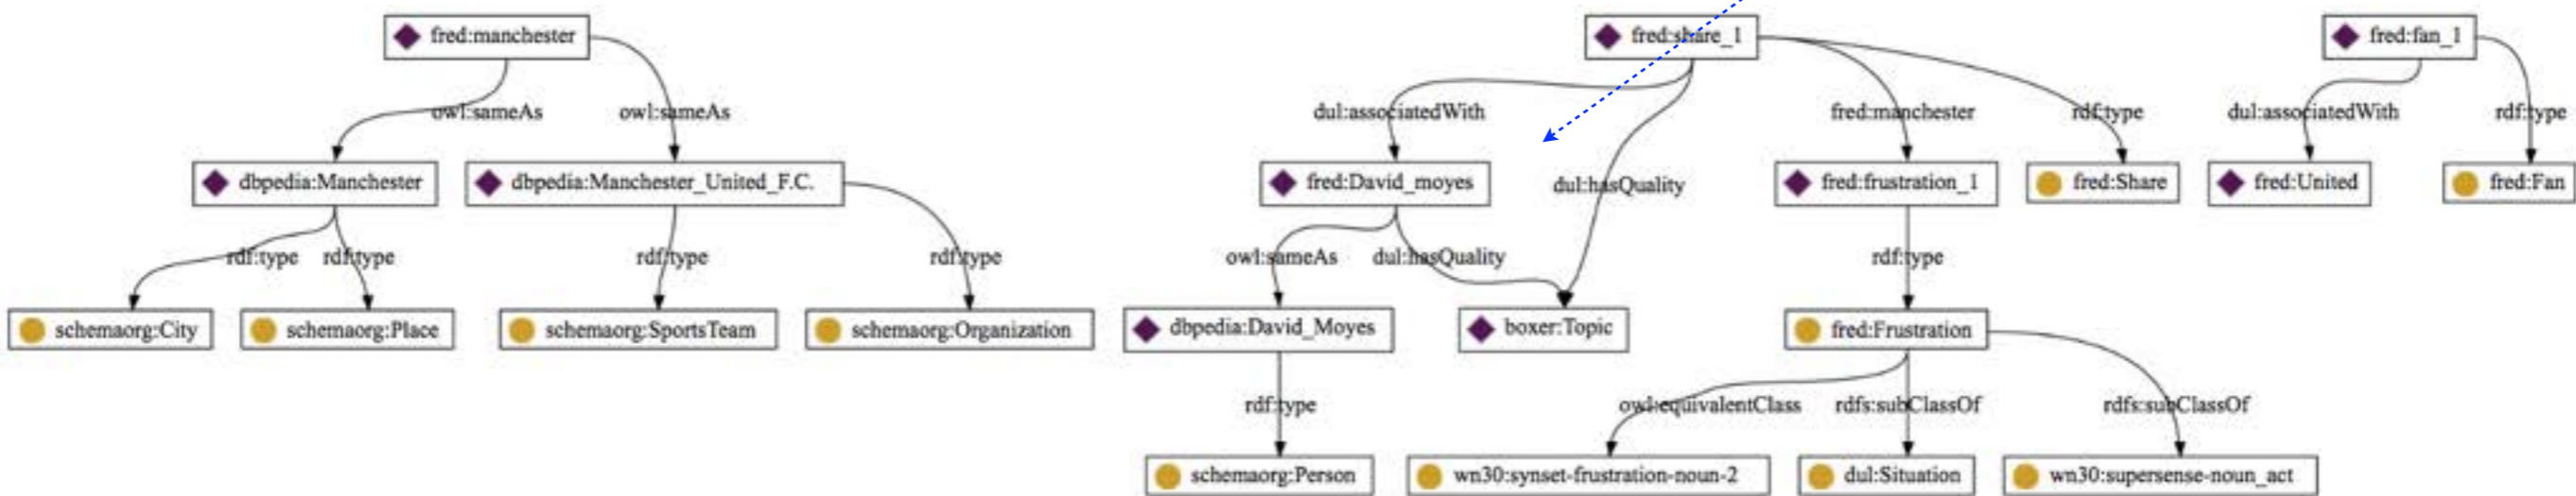 fred:manchester
fred:share_1
fred:fan_1
owl:sameAs
owl:sameAs
dul:associatedWith
fred:manchester
rdf:type
dul:associatedWith
rdf:type
dbpedia:Manchester
dbpedia:Manchester_United_F.C.
fred:David_moyes
dul:hasQuality
fred:frustration_1
fred:Share
fred:United
fred:Fan
rdf:type
rdf:type
rdf:type
rdf:type
owl:sameAs
dul:hasQuality
rdf:type
schemaorg:City
schemaorg:Place
schemaorg:SportsTeam
schemaorg:Organization
dbpedia:David_Moyes
boxer:Topic
fred:Frustration
rdf:type
owl:equivalentClass
rdfs:subClassOf
rdfs:subClassOf
schemaorg:Person
wn30:synset-frustration-noun-2
dul:Situation
wn30:supersense-noun_act